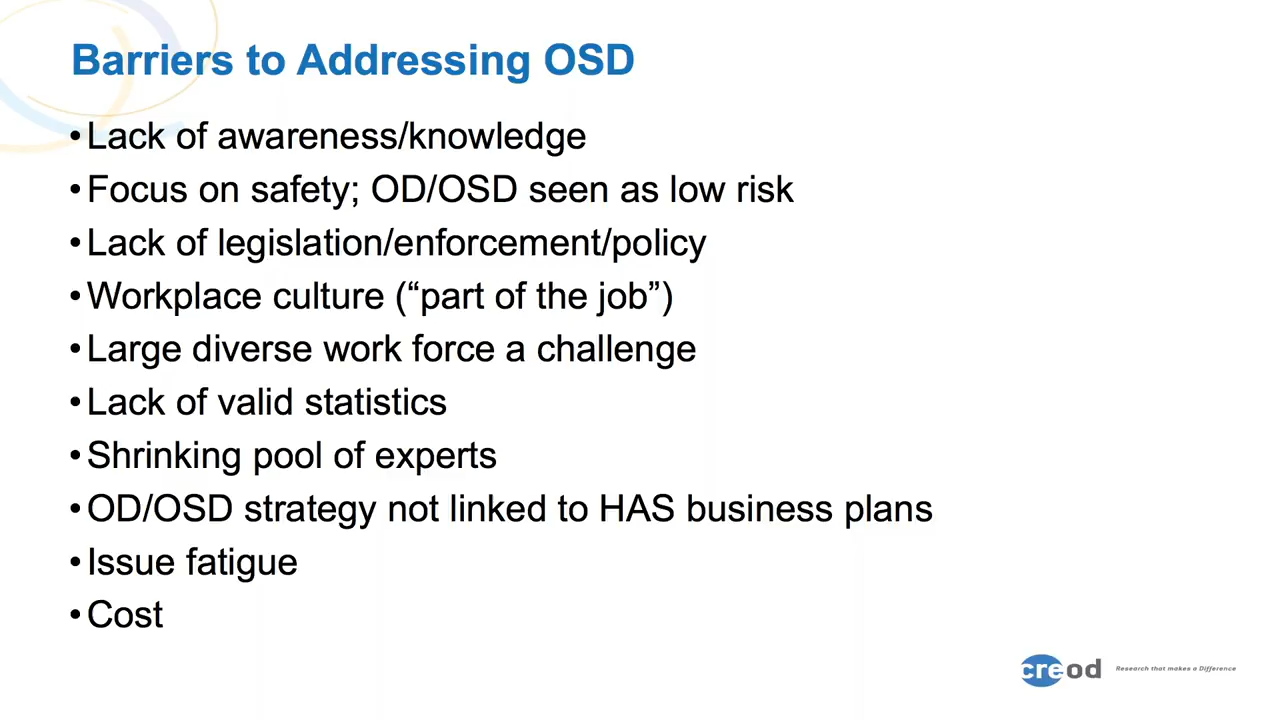 Barriers to Addressing OSD
•Lack of awareness/knowledge
•Focus on safety; OD/OSD seen as low risk
•Lack of legislation/enforcement/policy
•Workplace culture (“part of the job”)
•Large diverse work force a challenge
•Lack of valid statistics
•Shrinking pool of experts
•OD/OSD strategy not linked to HAS business plans
•Issue fatigue
•Cost
creod Research that makes a Difference